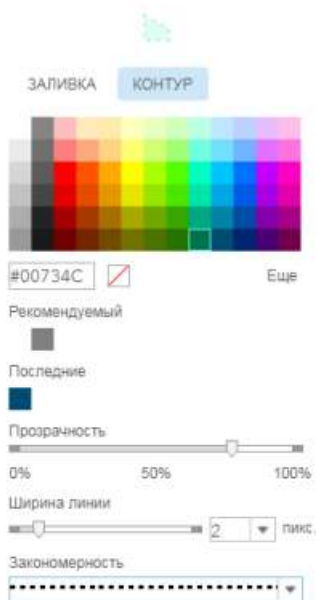 ЗАЛИВКА КОНТУР
#00734C Еще
Рекомендуемый
Последние
Прозрачность
0% 50% 100%
Ширина линии
2 пикс.
Закономерность